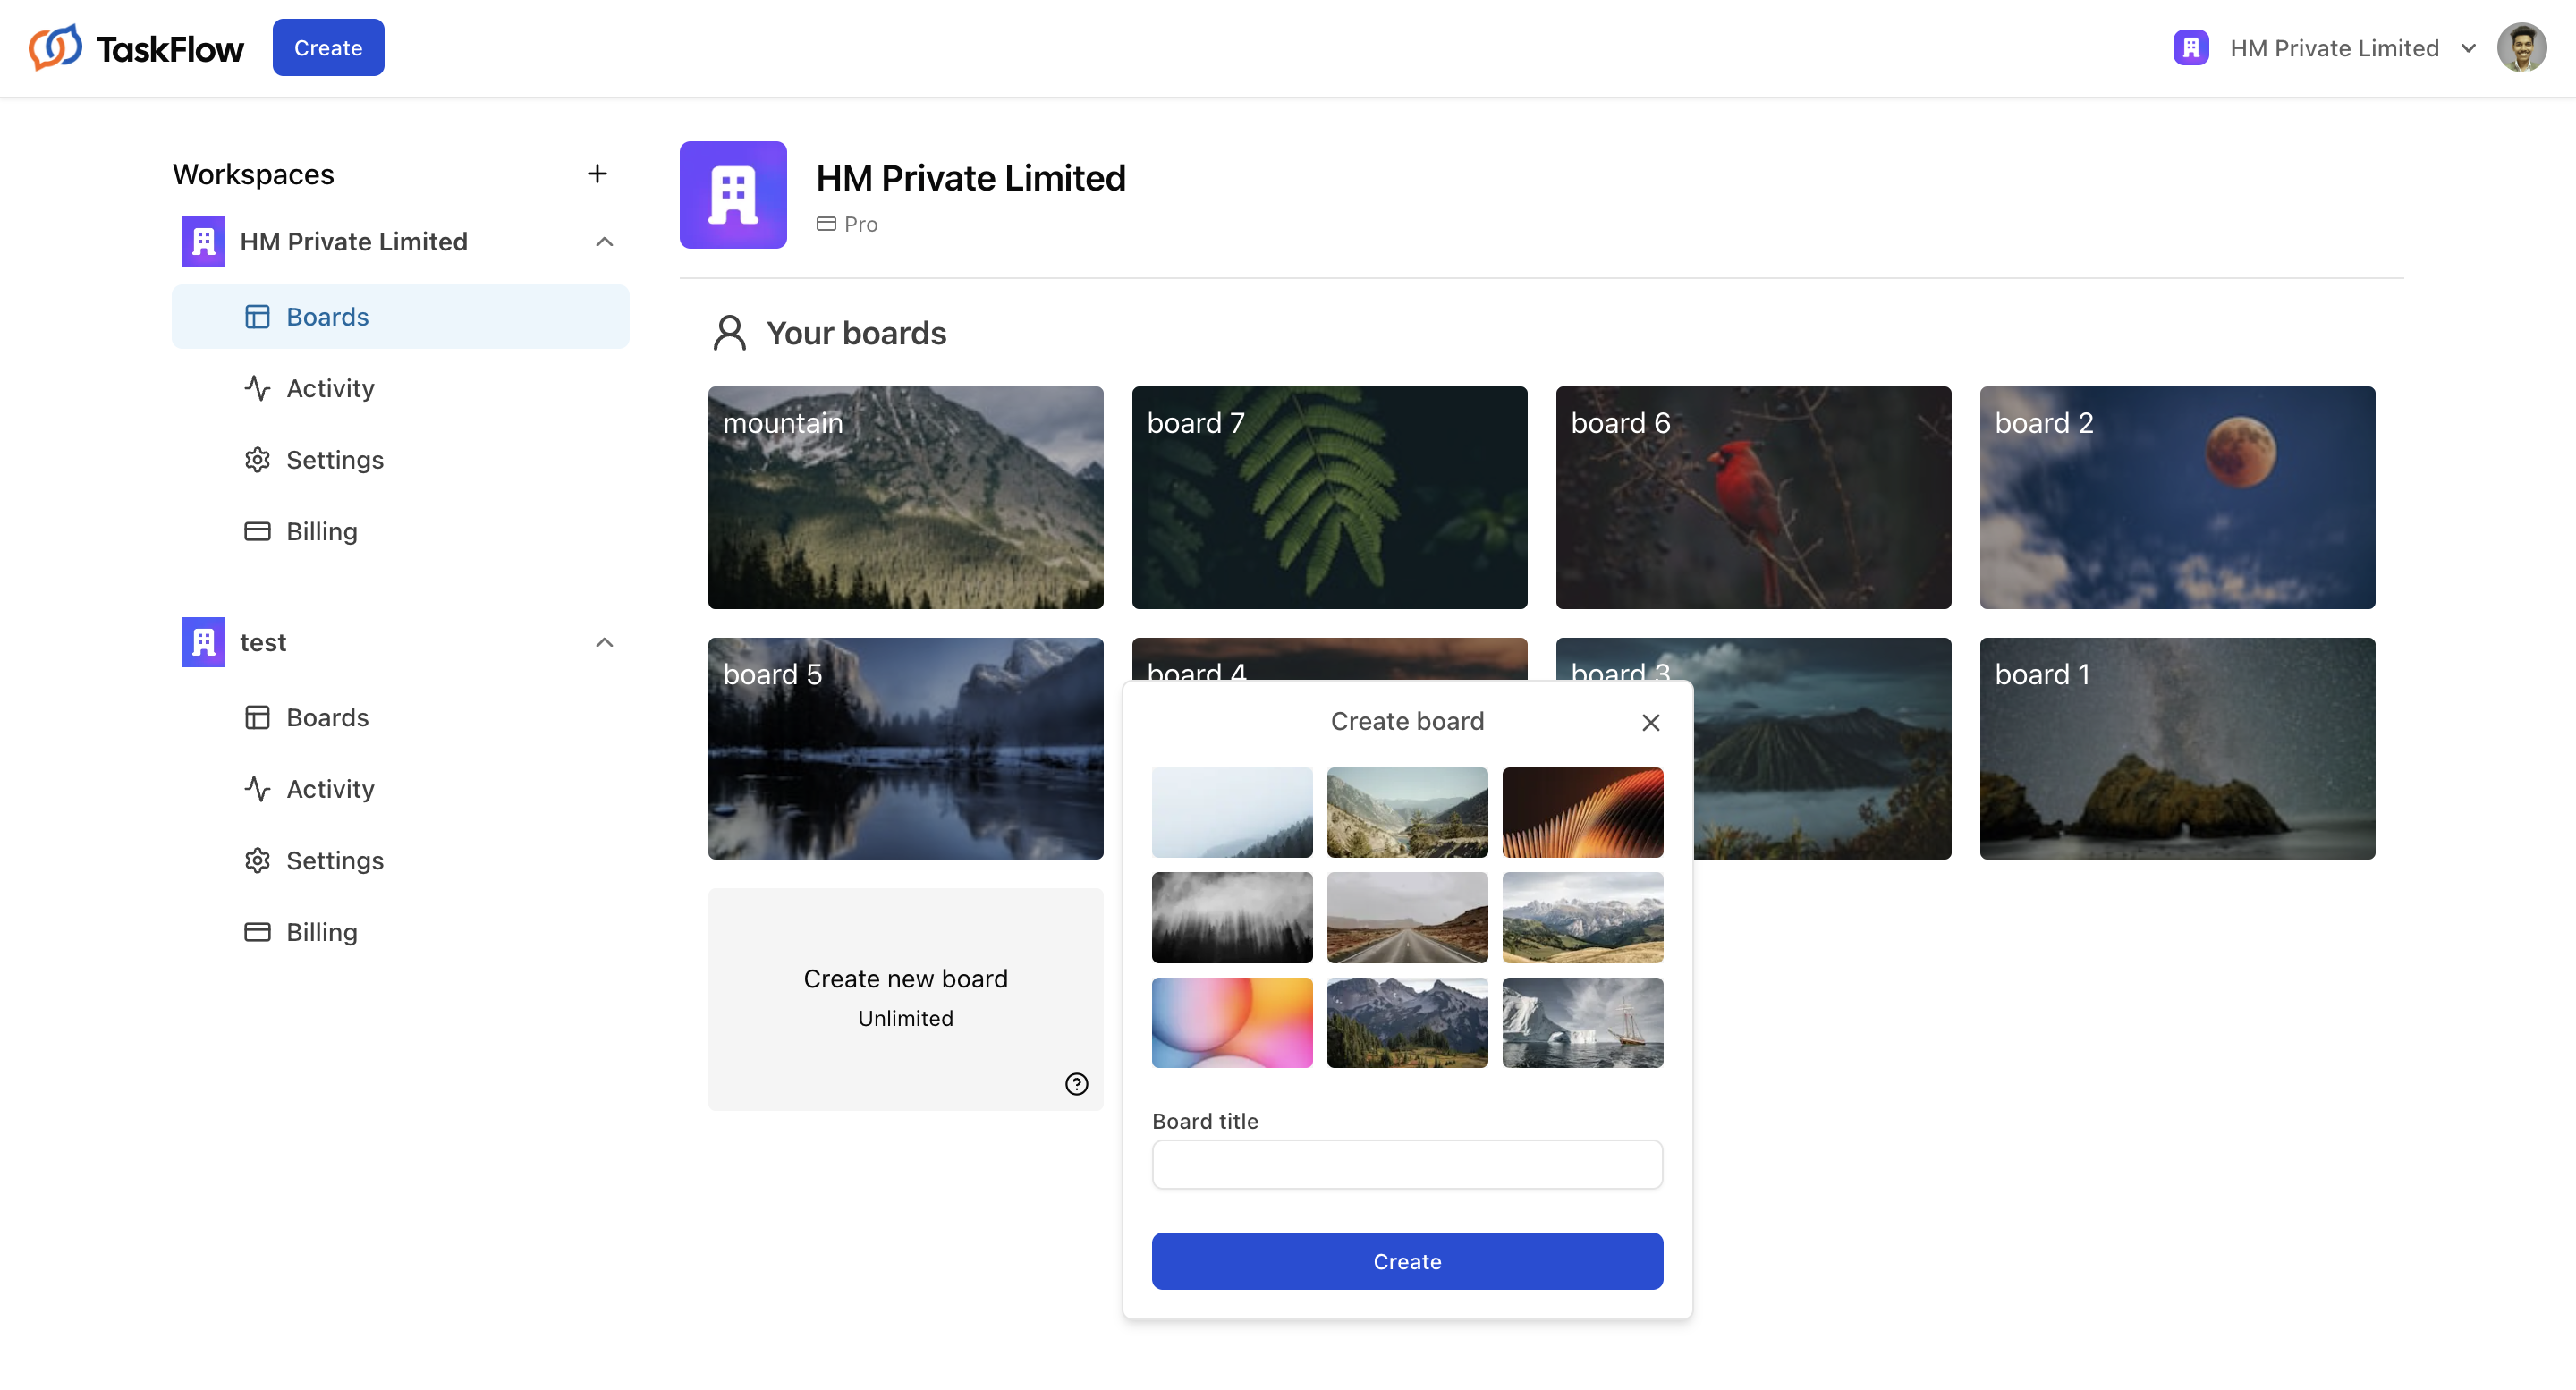 TaskFlow
Create
HM Private Limited
Workspaces
HM Private Limited
Boards
Activity
Settings
Billing
test
Boards
Activity
Settings
Billing
HM Private Limited
Pro
Your boards
mountain
board 7
board 6
board 2
board 5
board 4
board 3
board 1
Create new board
Unlimited
Create board
Board title
Create